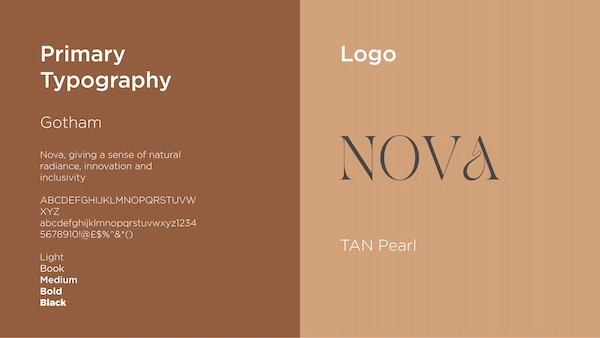 Primary
Typography
Gotham
Nova, giving a sense of natural
radiance, innovation and
inclusivity
ABCDEFGHIJKLMNOPQRSTUVW
XYZ
abcdefghijklmnopqrstuvwxyz1234
5678910!@£$%^&*()
Light
Book
Medium
Bold
Black
Logo
NOVA
TAN Pearl